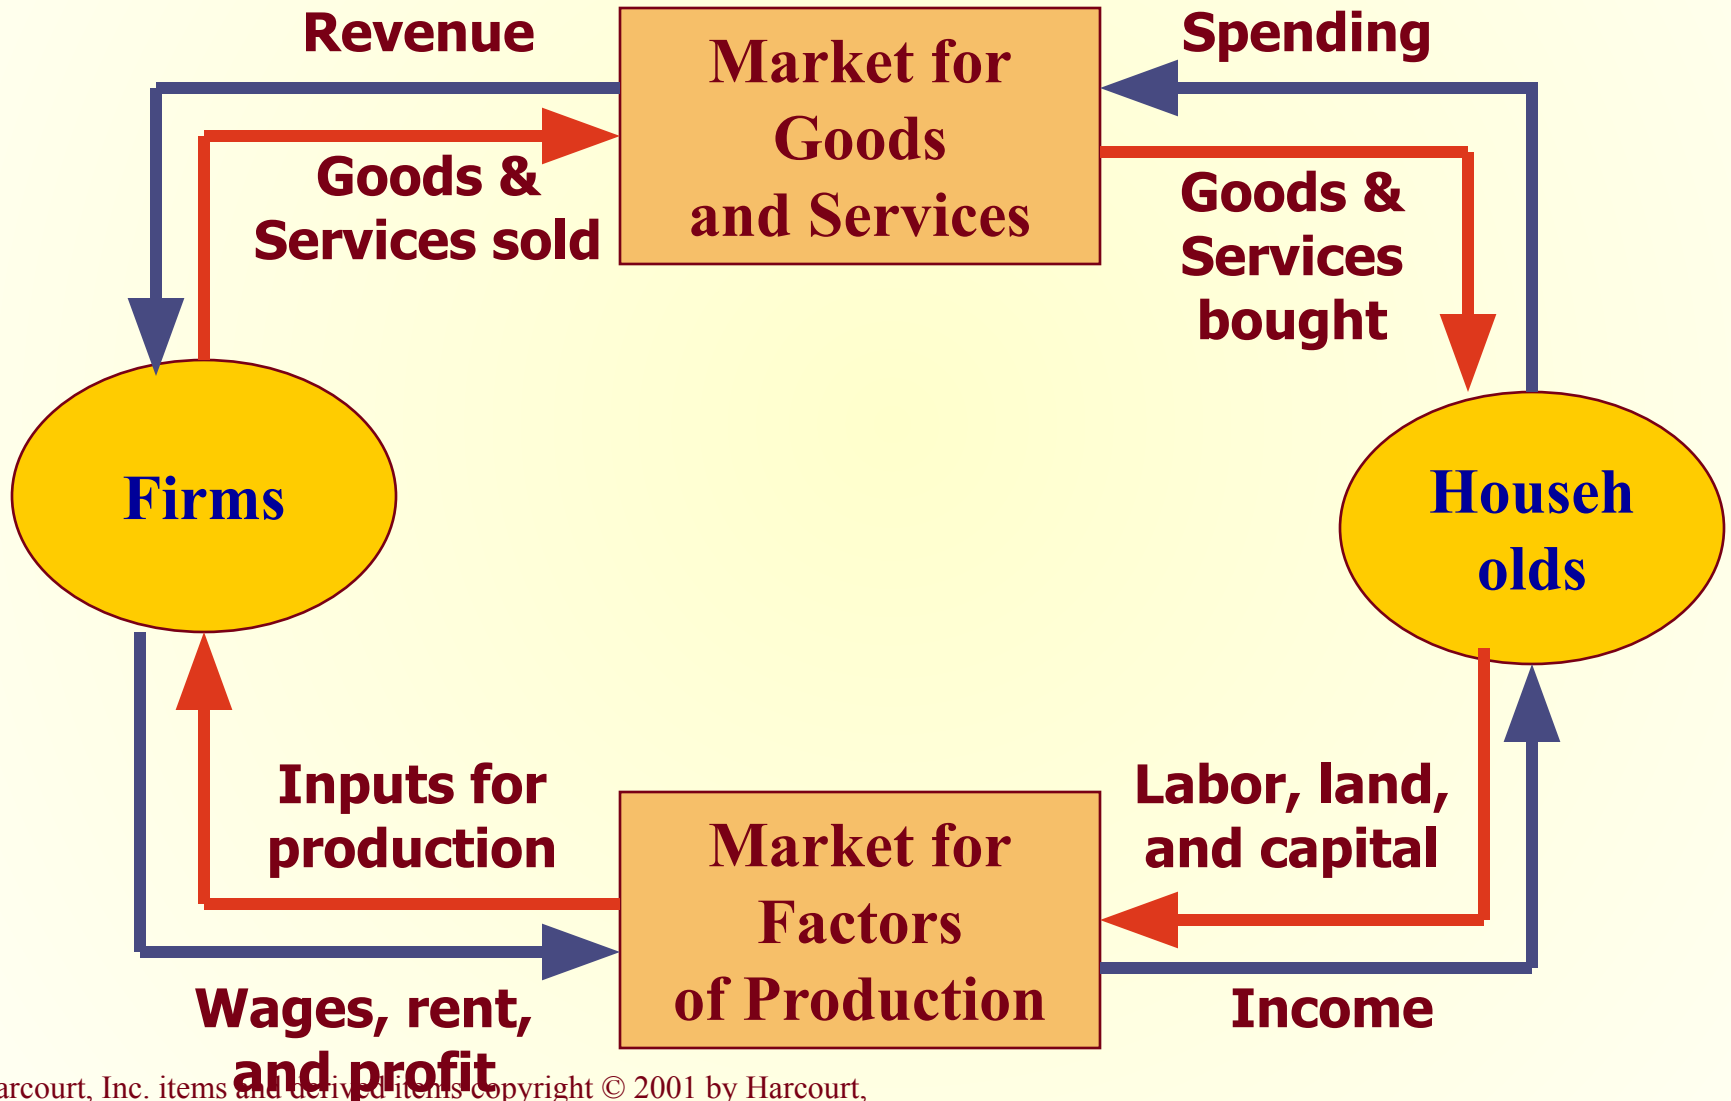 Revenue
Market for
Goods
and Services
Spending
Goods &
Services sold
Goods &
Services
bought
Firms
Househ
olds
Inputs for
production
Market for
Factors
of Production
Labor, land,
and capital
Wages, rent,
and profit
Income
arcourt, Inc. items and derived items copyright © 2001 by Harcourt,